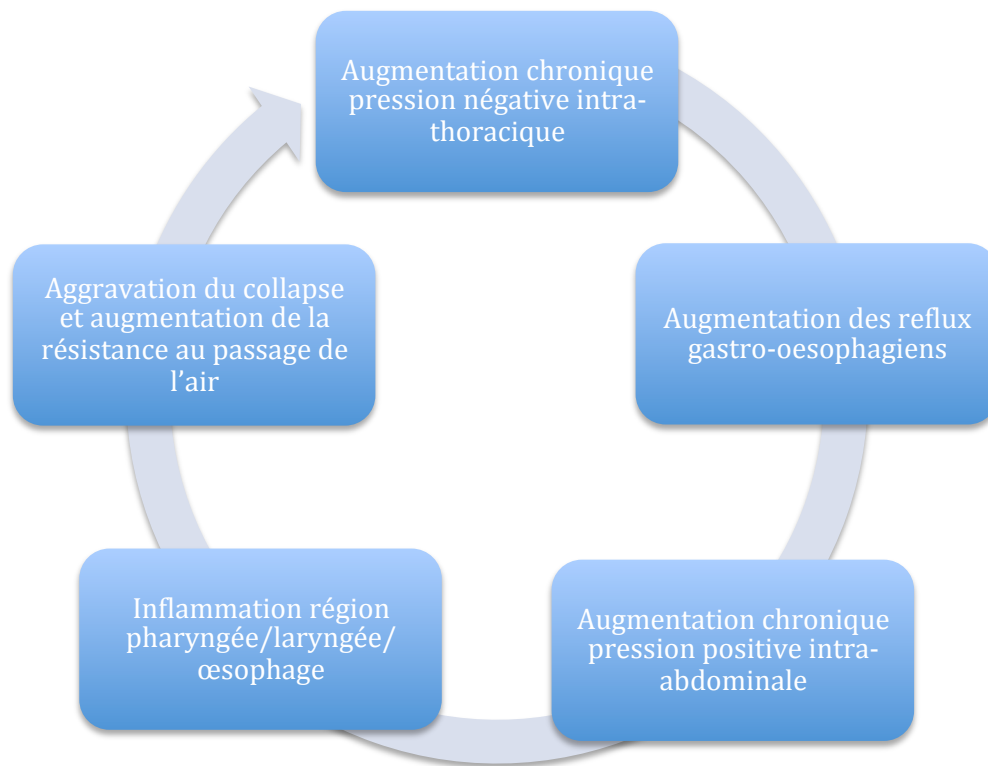 Augmentation chronique
pression négative intra-
thoracique
Augmentation des reflux
gastro-oesophagiens
Augmentation chronique
pression positive intra-
abdominale
Inflammation région
pharyngée/laryngée/
œsophage
Aggravation du collapse
et augmentation de la
résistance au passage de
l’air